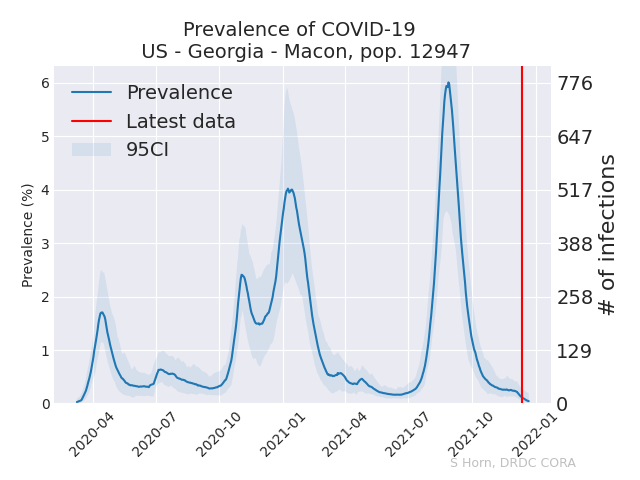 Prevalence of COVID-19
US - Georgia - Macon, pop. 12947
Prevalence
Latest data
95CI
Prevalence (%)
6
5
4
3
2
1
0
776
647
517
388
258
129
0
# of infections
2020-04
2020-07
2020-10
2021-01
2021-04
2021-07
2021-10
2022-01
S Horn, DRDC CORA